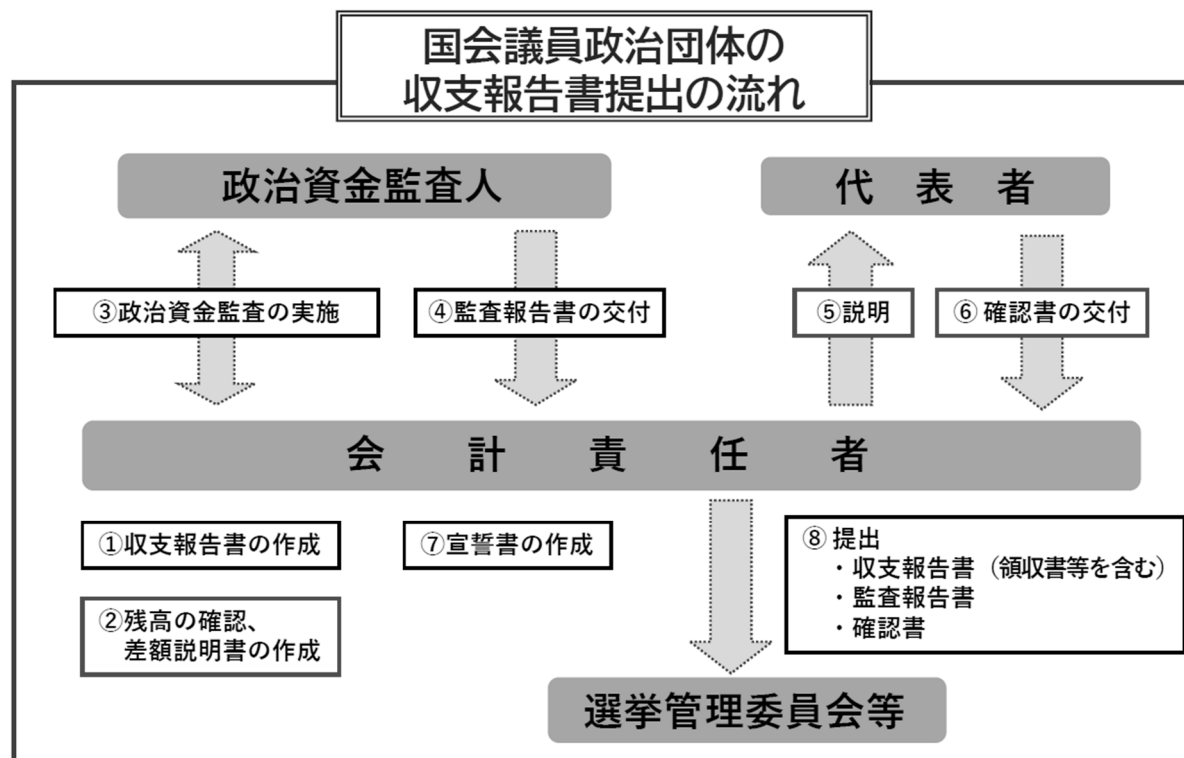 国会議員政治団体の
収支報告書提出の流れ
政治資金監査人
代表者
③政治資金監査の実施
④監査報告書の交付
⑤説明
⑥確認書の交付
会計責任者
①収支報告書の作成
②残高の確認、
差額説明書の作成
⑦宣誓書の作成
⑧提出
・収支報告書（領収書等を含む）
・監査報告書
・確認書
選挙管理委員会等